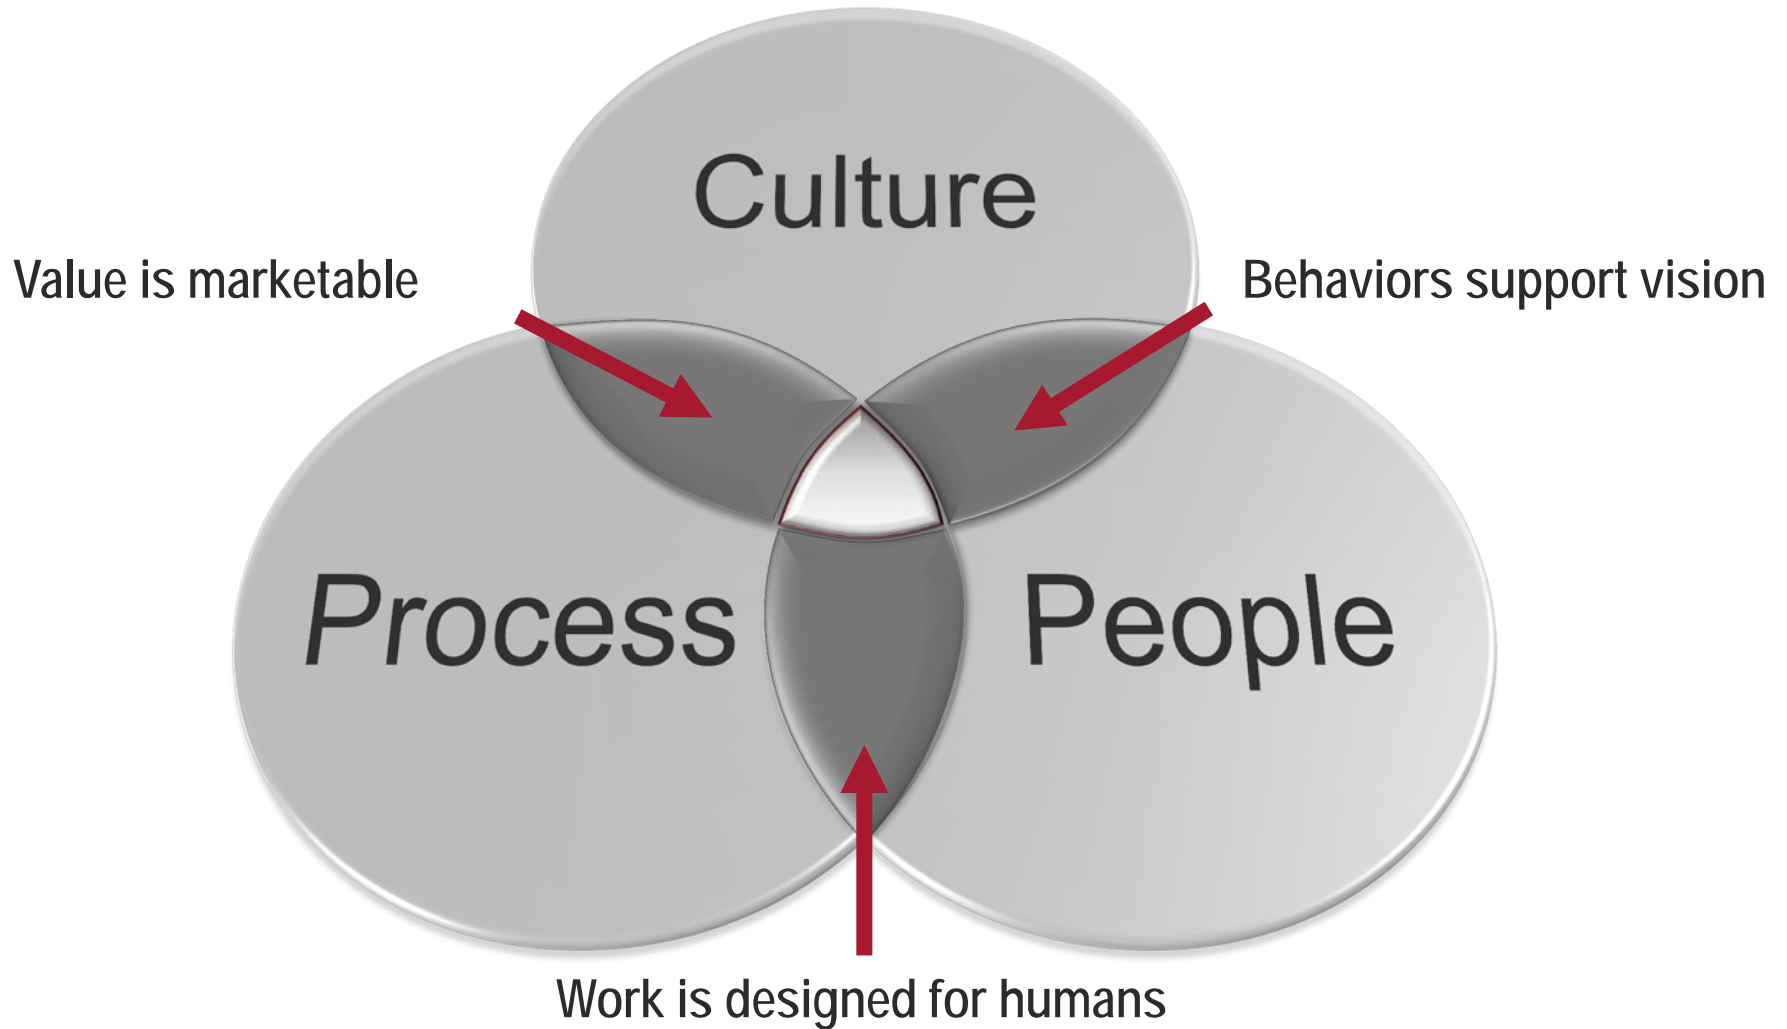 Culture
Value is marketable
Behaviors support vision
Process
People
Work is designed for humans